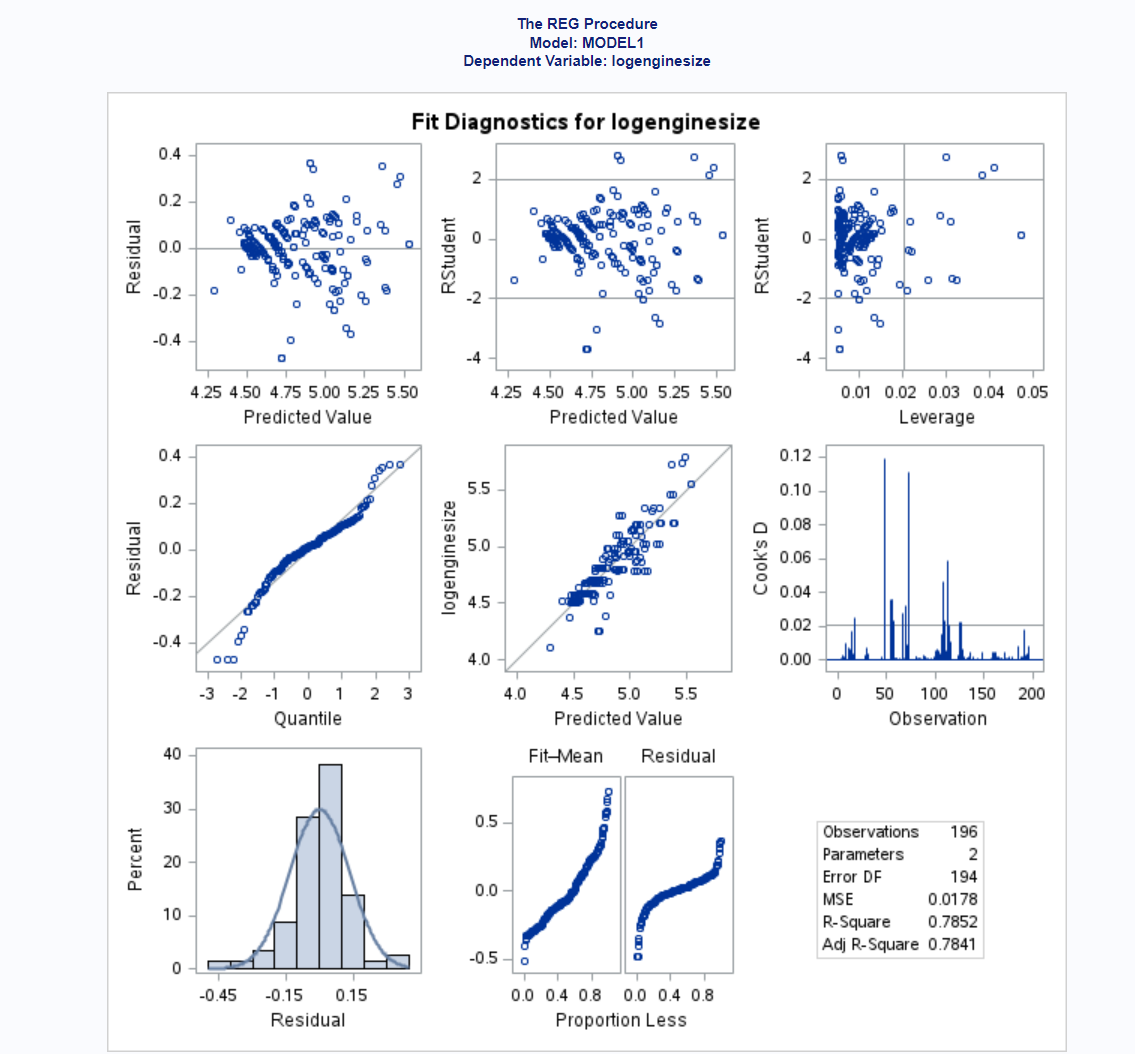 The REG Procedure
Model: MODEL1
Dependent Variable: logenginesize
Fit Diagnostics for logenginesize
Residual
0.4
0.2
0.0
-0.2
-0.4
4.25 4.50 4.75 5.00 5.25 5.50
Predicted Value
RStudent
2
0
-2
-4
4.25 4.50 4.75 5.00 5.25 5.50
Predicted Value
RStudent
2
0
-2
-4
0.01 0.02 0.03 0.04 0.05
Leverage
Residual
0.4
0.2
0.0
-0.2
-0.4
-3 -2 -1 0 1 2 3
Quantile
logenginesize
5.5
5.0
4.5
4.0
4.0 4.5 5.0 5.5
Predicted Value
Cook's D
0.12
0.10
0.08
0.06
0.04
0.02
0.00
0 50 100 150 200
Observation
Percent
40
30
20
10
0
-0.45 -0.15 0.15
Residual
Fit–Mean Residual
0.5
0.0
-0.5
0.0 0.4 0.8 0.0 0.4 0.8
Proportion Less
Observations 196
Parameters 2
Error DF 194
MSE 0.0178
R-Square 0.7852
Adj R-Square 0.7841